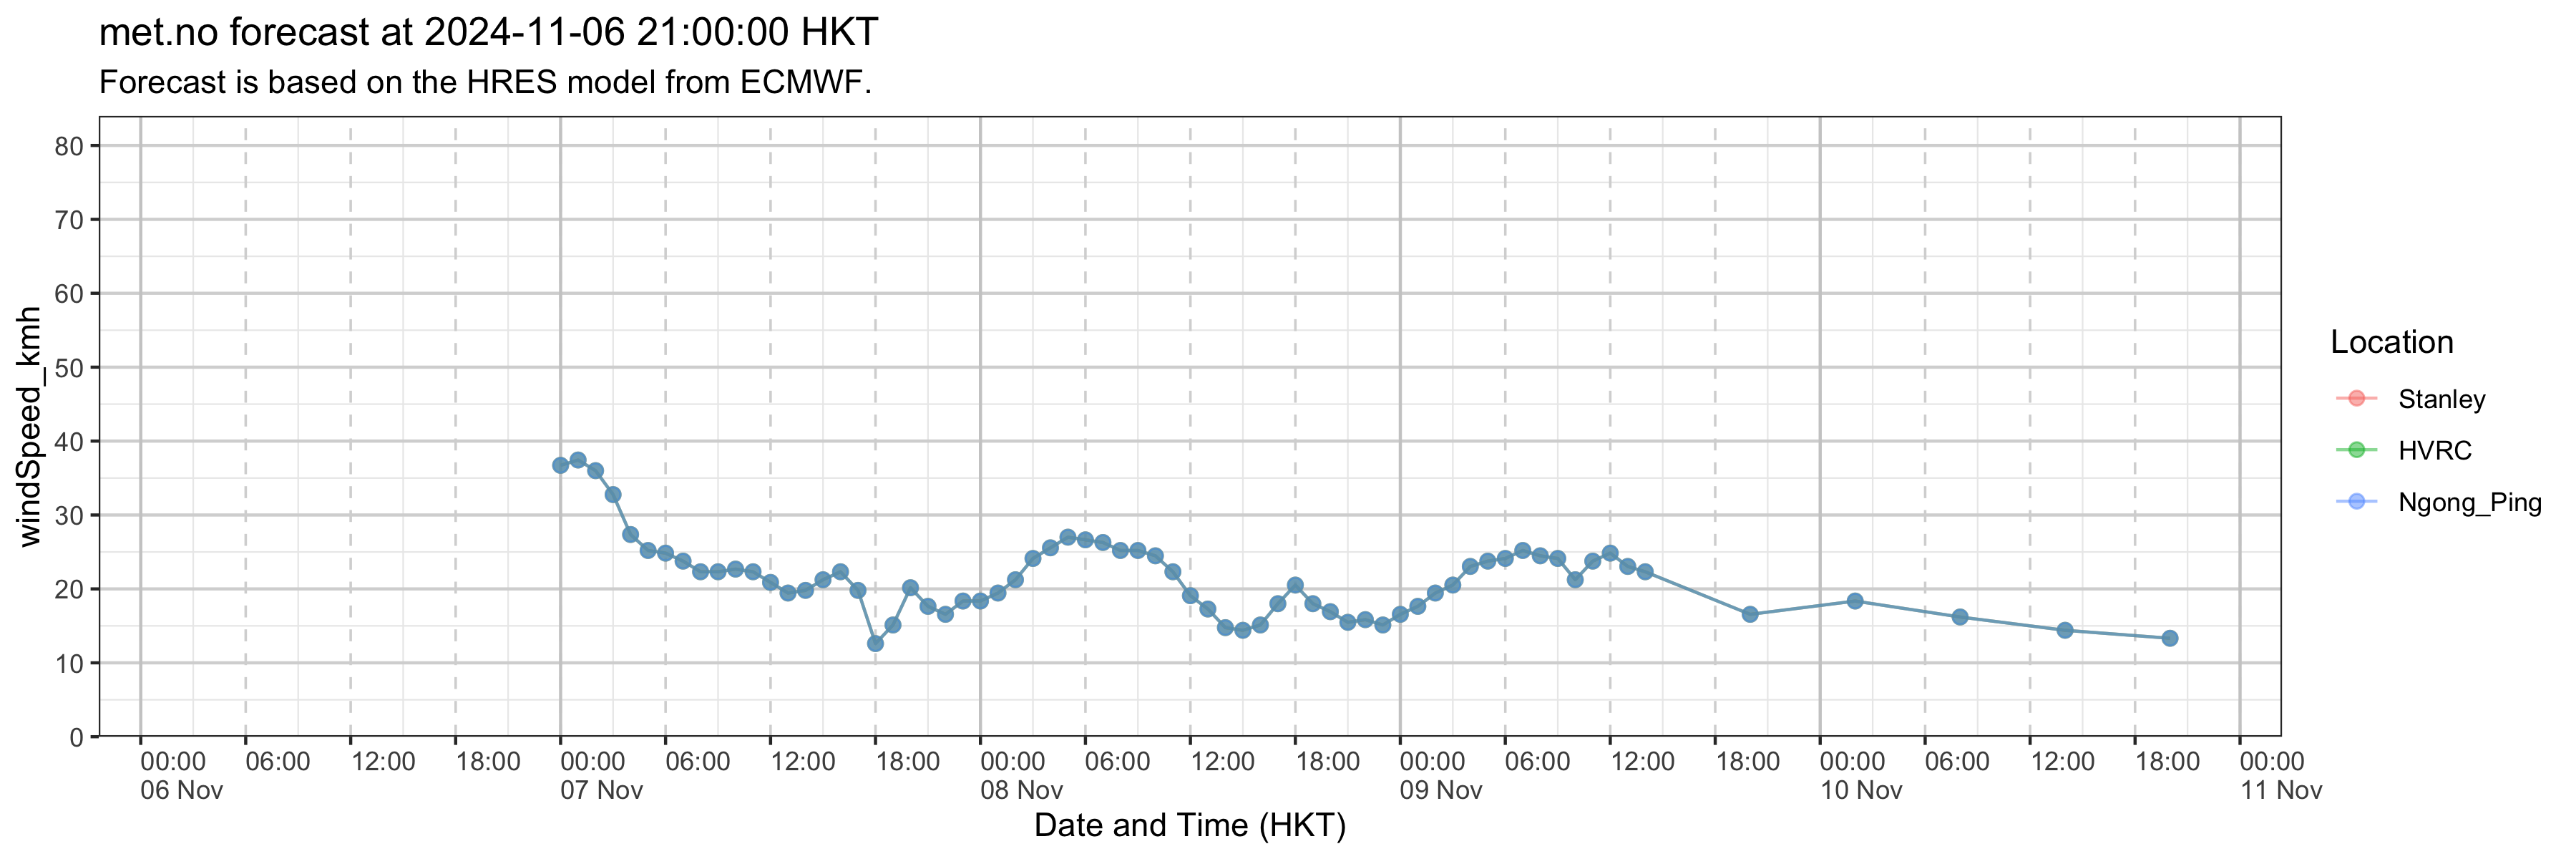 met.no forecast at 2024-11-06 21:00:00 HKT
Forecast is based on the HRES model from ECMWF.
windSpeed_kmh
80
70
60
50
40
30
20
10
0
00:00 06:00 12:00 18:00 00:00 06:00 12:00 18:00 00:00 06:00 12:00 18:00 00:00 06:00 12:00 18:00 00:00 06:00 12:00 18:00 00:00
06 Nov 07 Nov 08 Nov 09 Nov 10 Nov 11 Nov
Date and Time (HKT)
Location
Stanley
HVRC
Ngong_Ping